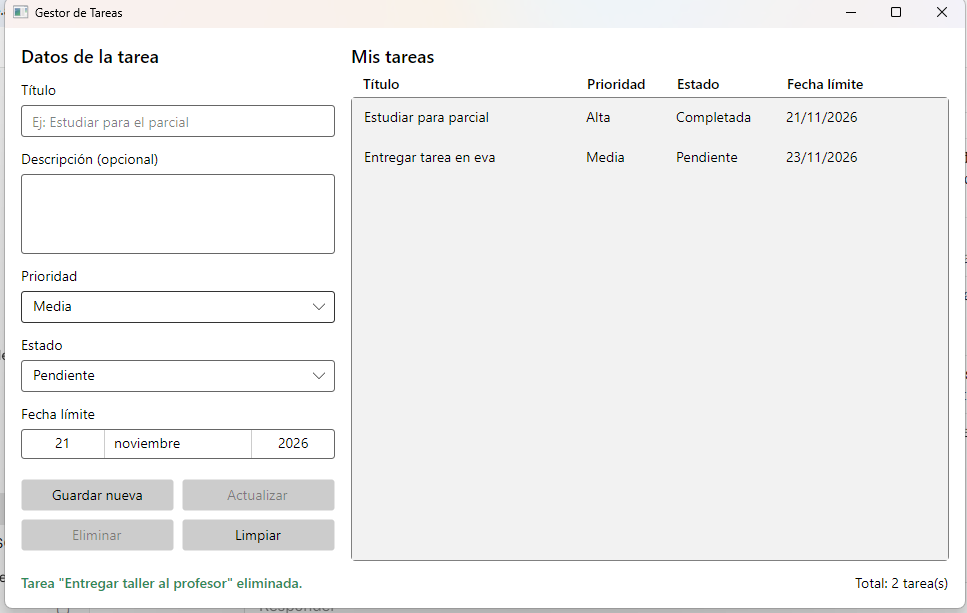 Gestor de Tareas
Datos de la tarea
Título
Ej: Estudiar para el parcial
Descripción (opcional)
Prioridad
Media
Estado
Pendiente
Fecha límite
21 noviembre 2026
Guardar nueva Actualizar
Eliminar Limpiar
Tarea "Entregar taller al profesor" eliminada.
Mis tareas
Título Prioridad Estado Fecha límite
Estudiar para parcial Alta Completada 21/11/2026
Entregar tarea en eva Media Pendiente 23/11/2026
Total: 2 tarea(s)
Responder